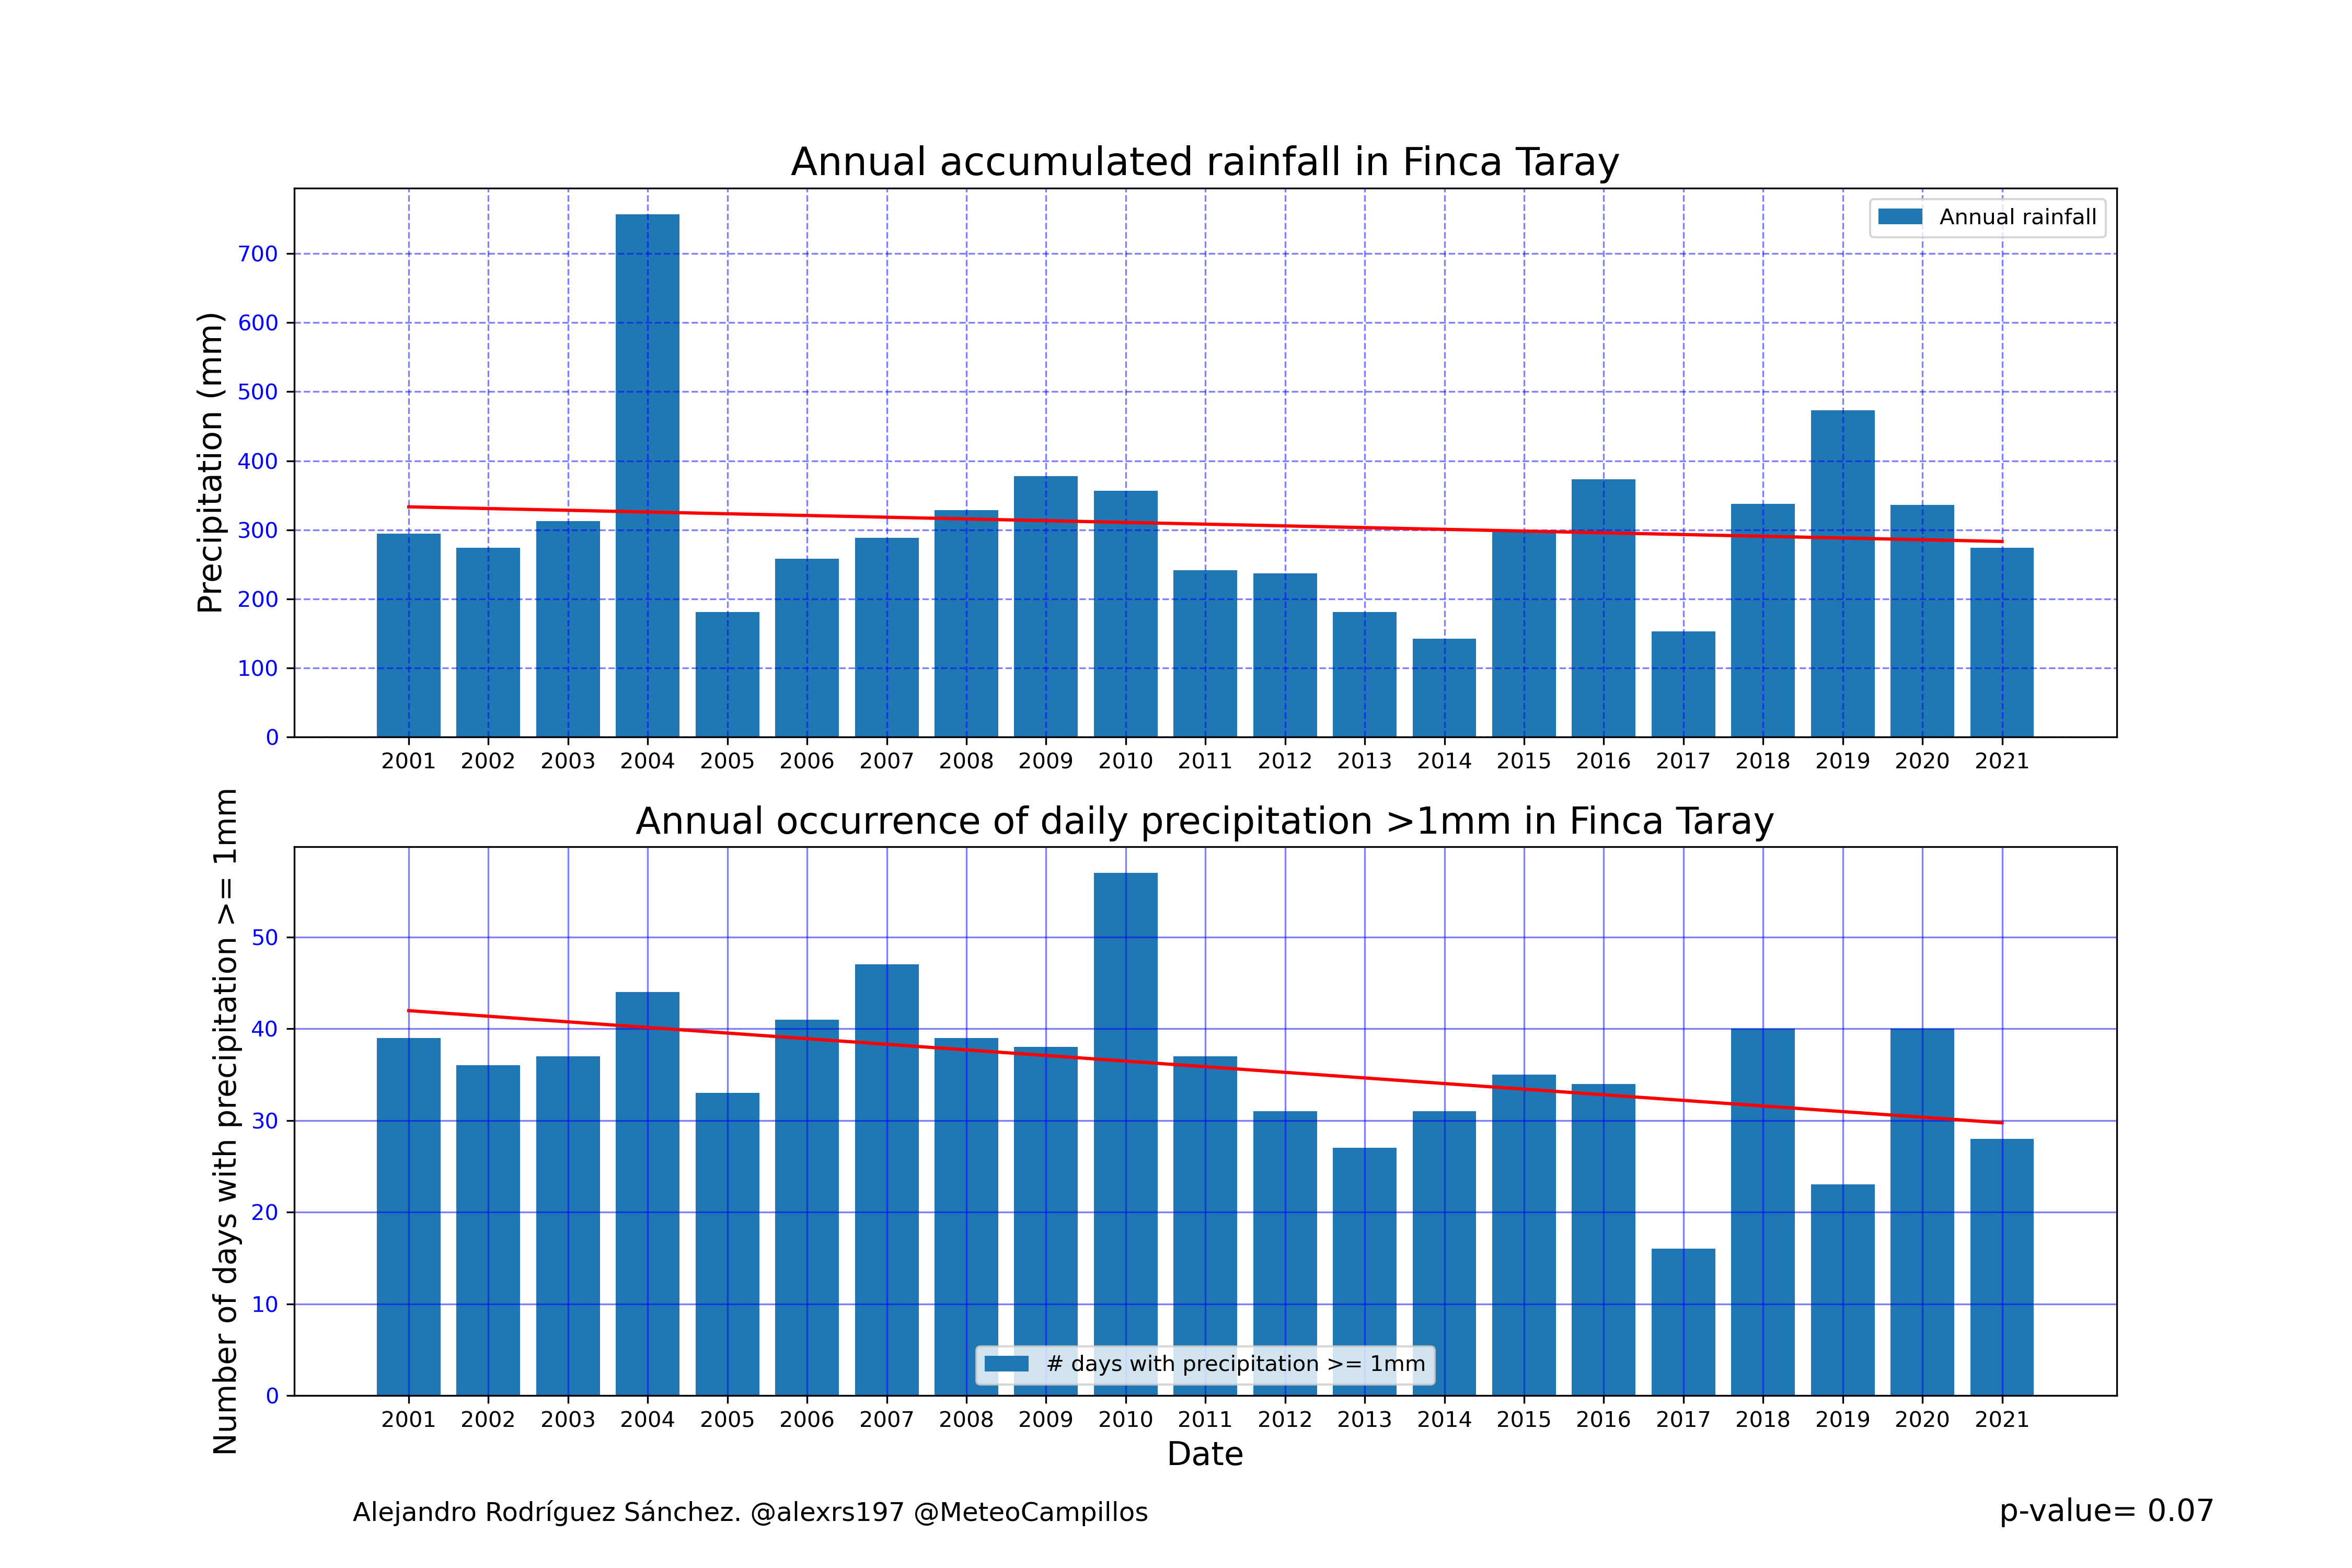 Annual accumulated rainfall in Finca Taray
Precipitation (mm)
700
600
500
400
300
200
100
0
Annual rainfall
2001 2002 2003 2004 2005 2006 2007 2008 2009 2010 2011 2012 2013 2014 2015 2016 2017 2018 2019 2020 2021
Annual occurrence of daily precipitation >1mm in Finca Taray
Number of days with precipitation >= 1mm
50
40
30
20
10
0
# days with precipitation >= 1mm
2001 2002 2003 2004 2005 2006 2007 2008 2009 2010 2011 2012 2013 2014 2015 2016 2017 2018 2019 2020 2021
Date
Alejandro Rodríguez Sánchez. @alexrs197 @MeteoCampillos
p-value= 0.07